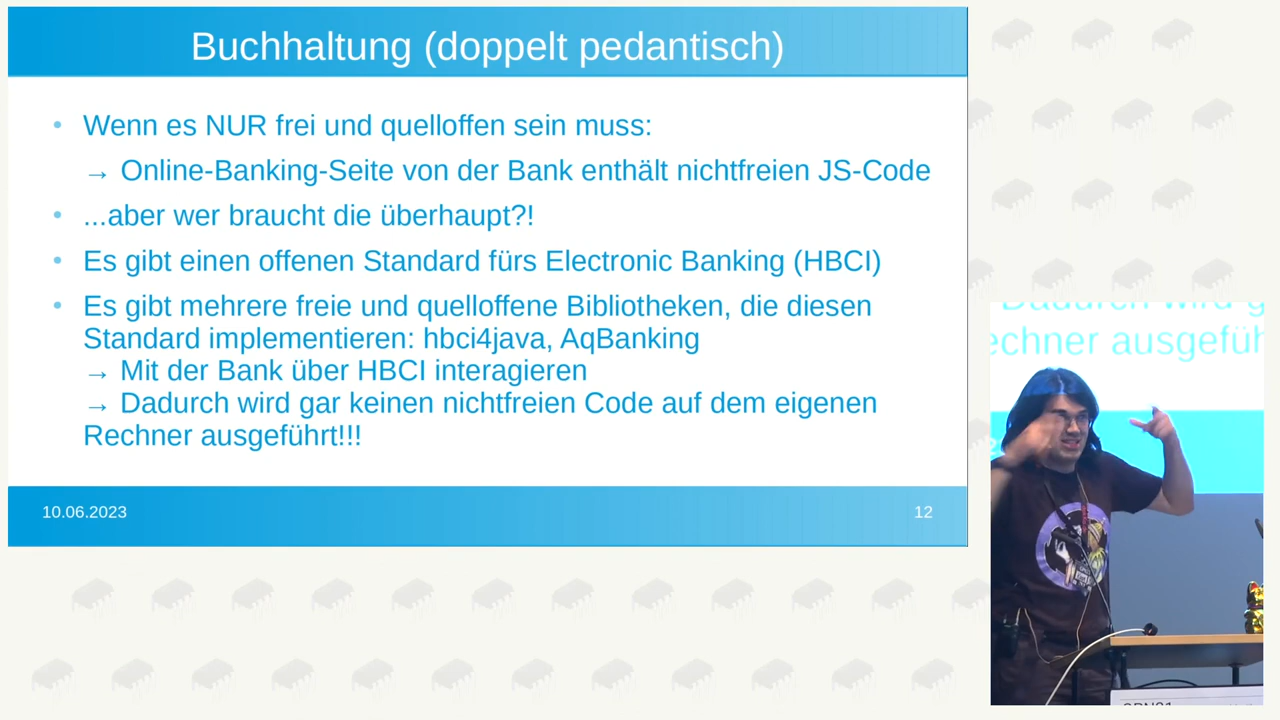 Buchhaltung (doppelt pedantisch)
• Wenn es NUR frei und quelloffen sein muss:
→ Online-Banking-Seite von der Bank enthält nichtfreien JS-Code
• ...aber wer braucht die überhaupt?!
• Es gibt einen offenen Standard fürs Electronic Banking (HBCI)
• Es gibt mehrere freie und quelloffene Bibliotheken, die diesen
Standard implementieren: hbci4java, AqBanking
→ Mit der Bank über HBCI interagieren
→ Dadurch wird gar keinen nichtfreien Code auf dem eigenen
Rechner ausgeführt!!!
10.06.2023
12
Dadurch wird g
echner ausgefüh